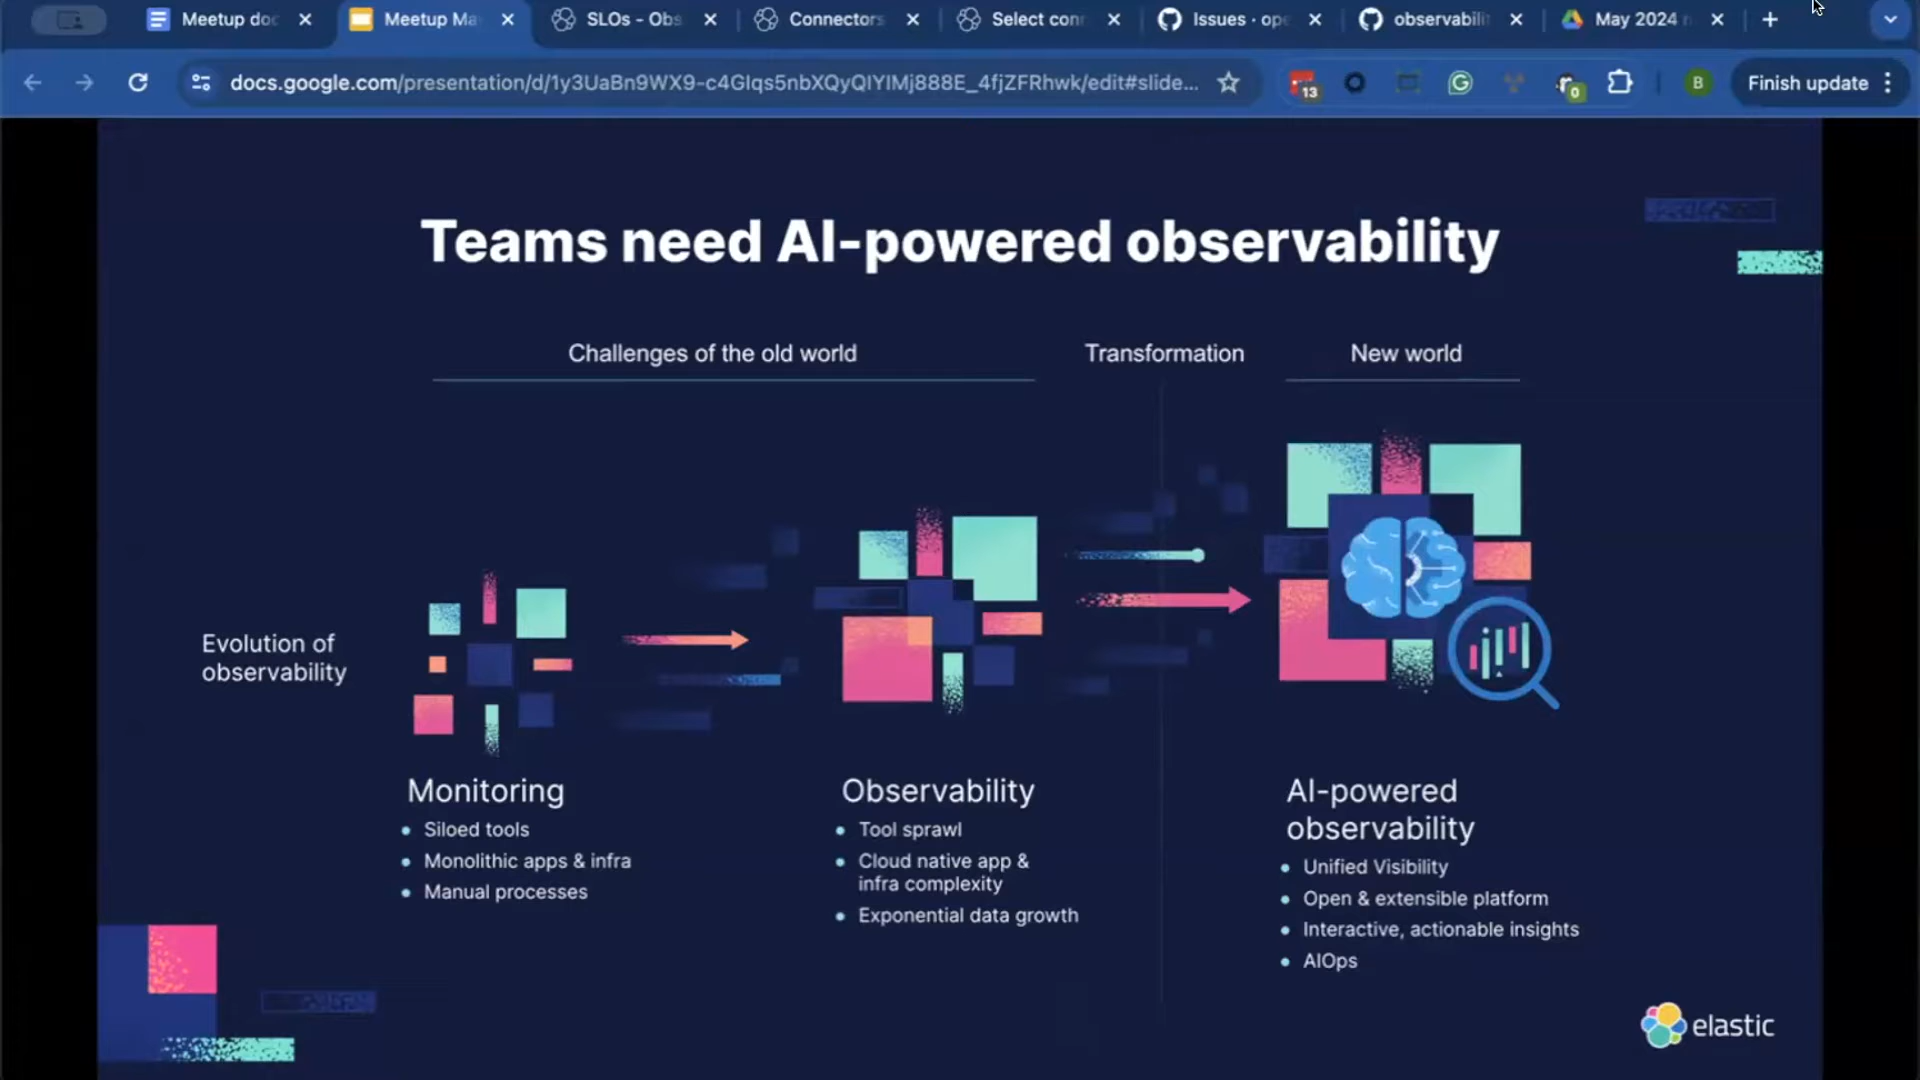 Meetup doc
Meetup Ma
SLOs - Obs
Connectors
Select con
Issues · ope
observabili
May 2024
docs.google.com/presentation/d/1y3UaBn9WX9-c4Glqs5nbXQyQIYIMj888E_4fjZFRhwk/edit#slide...
13
0
B
Finish update
Teams need AI-powered observability
Challenges of the old world
Transformation
New world
Evolution of
observability
Monitoring
• Siloed tools
• Monolithic apps & infra
• Manual processes
Observability
• Tool sprawl
• Cloud native app &
infra complexity
• Exponential data growth
AI-powered
observability
• Unified Visibility
• Open & extensible platform
• Interactive, actionable insights
• AIOps
elastic